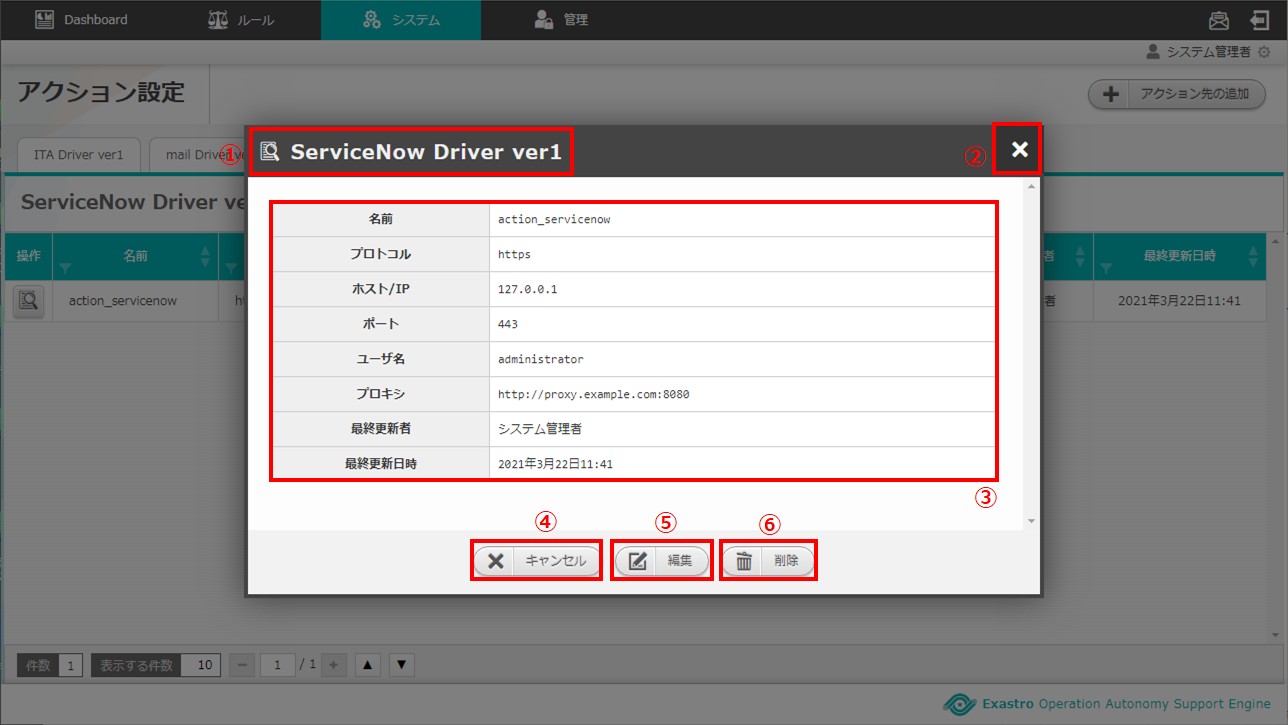 Dashboard ルール システム 管理
システム管理者
アクション設定
アクション先の追加
ITA Driver ver1 mail Driver ve
① ServiceNow Driver ver1 ②
ServiceNow Driver ve
操作 名前 者 最終更新日時
action_servicenow ht 者 2021年3月22日11:41
名前 action_servicenow
プロトコル https
ホスト/IP 127.0.0.1
ポート 443
ユーザ名 administrator
プロキシ http://proxy.example.com:8080
最終更新者 システム管理者
最終更新日時 2021年3月22日11:41
③
④ ⑤ ⑥
キャンセル 編集 削除
件数 1 表示する件数 10 − 1 / 1 + ▲ ▼
Exastro Operation Autonomy Support Engine